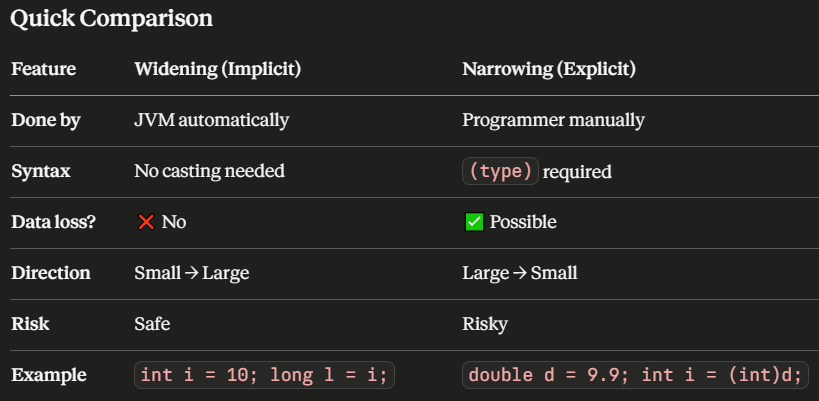 Quick Comparison
Feature Widening (Implicit) Narrowing (Explicit)
Done by JVM automatically Programmer manually
Syntax No casting needed (type) required
Data loss? ❌ No ✅ Possible
Direction Small → Large Large → Small
Risk Safe Risky
Example int i = 10; long l = i; double d = 9.9; int i = (int)d;